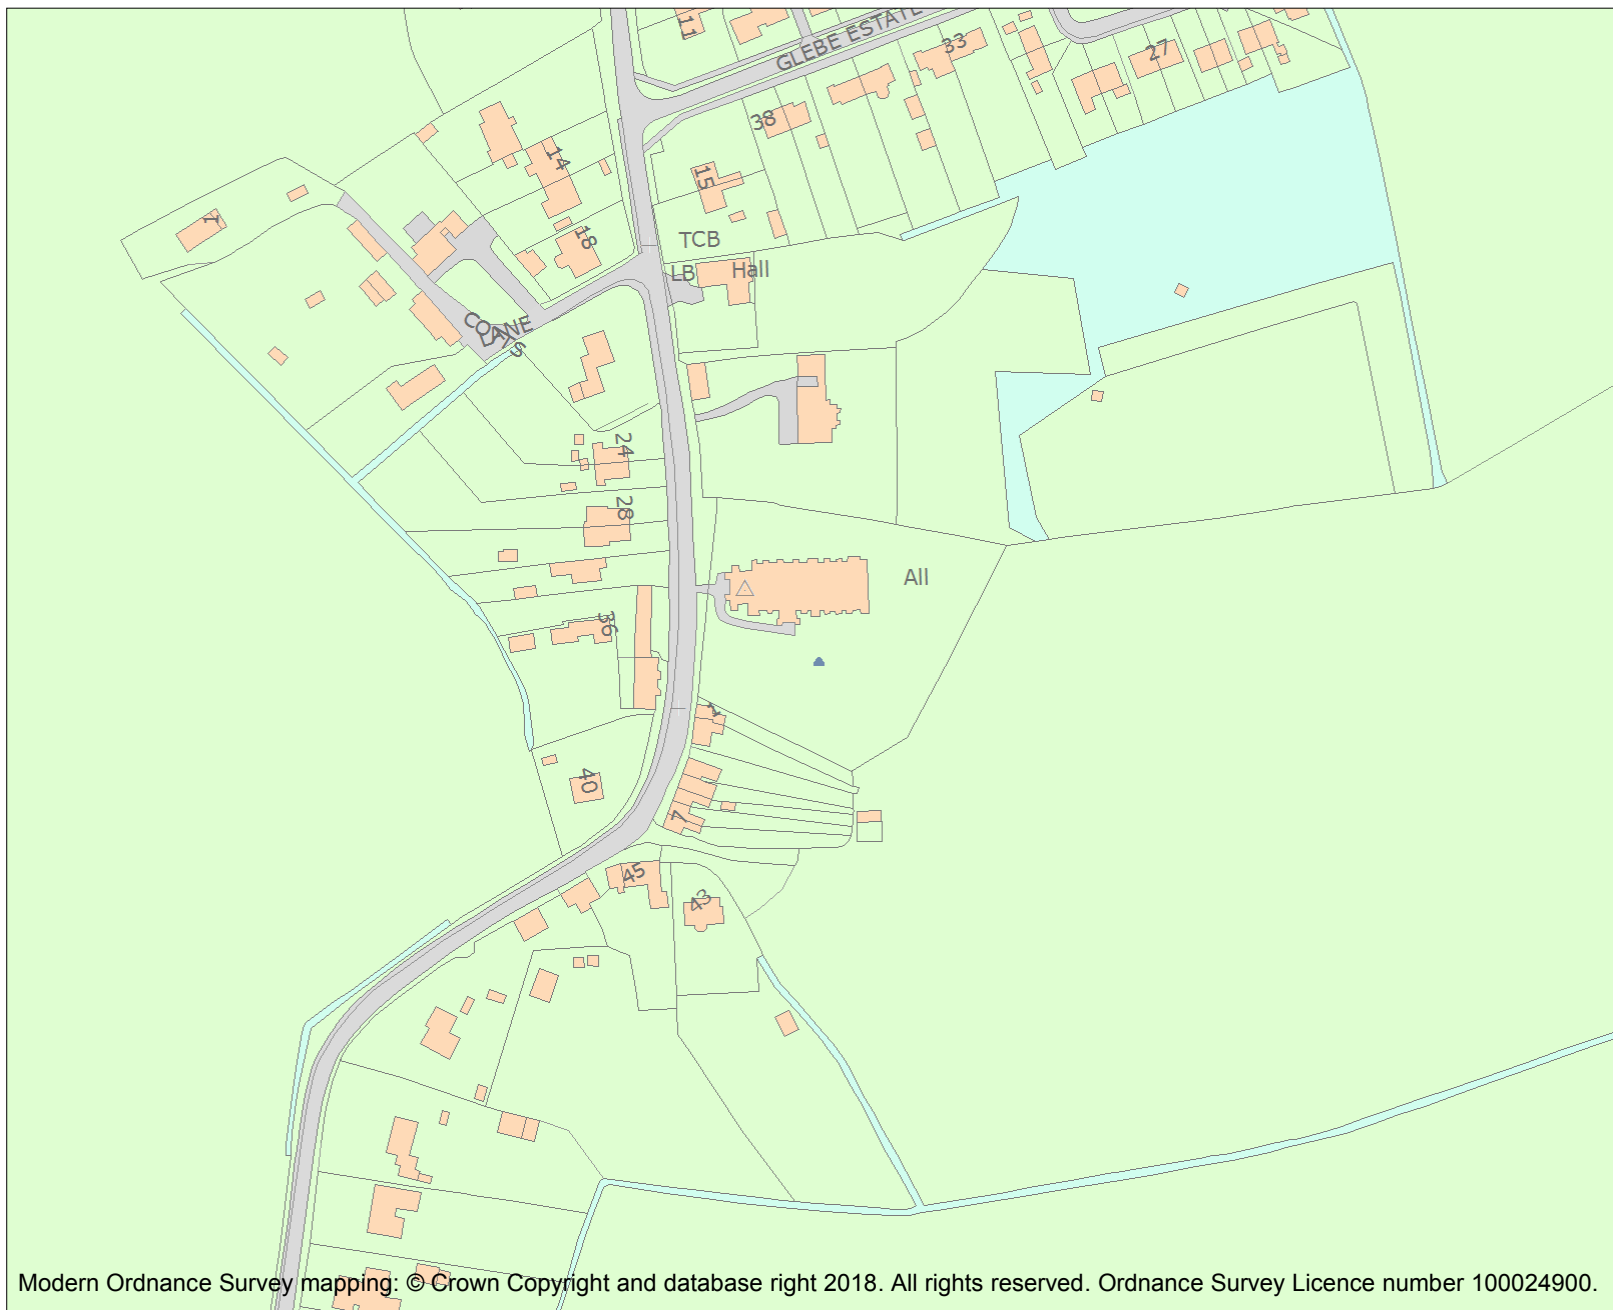 11
GLEBE ESTATE
33
27
38
14
15
1
18
TCB
LB
Hall
COATS
LANE
24
28
All
36
1
40
7
45
43
Modern Ordnance Survey mapping: © Crown Copyright and database right 2018. All rights reserved. Ordnance Survey Licence number 100024900.